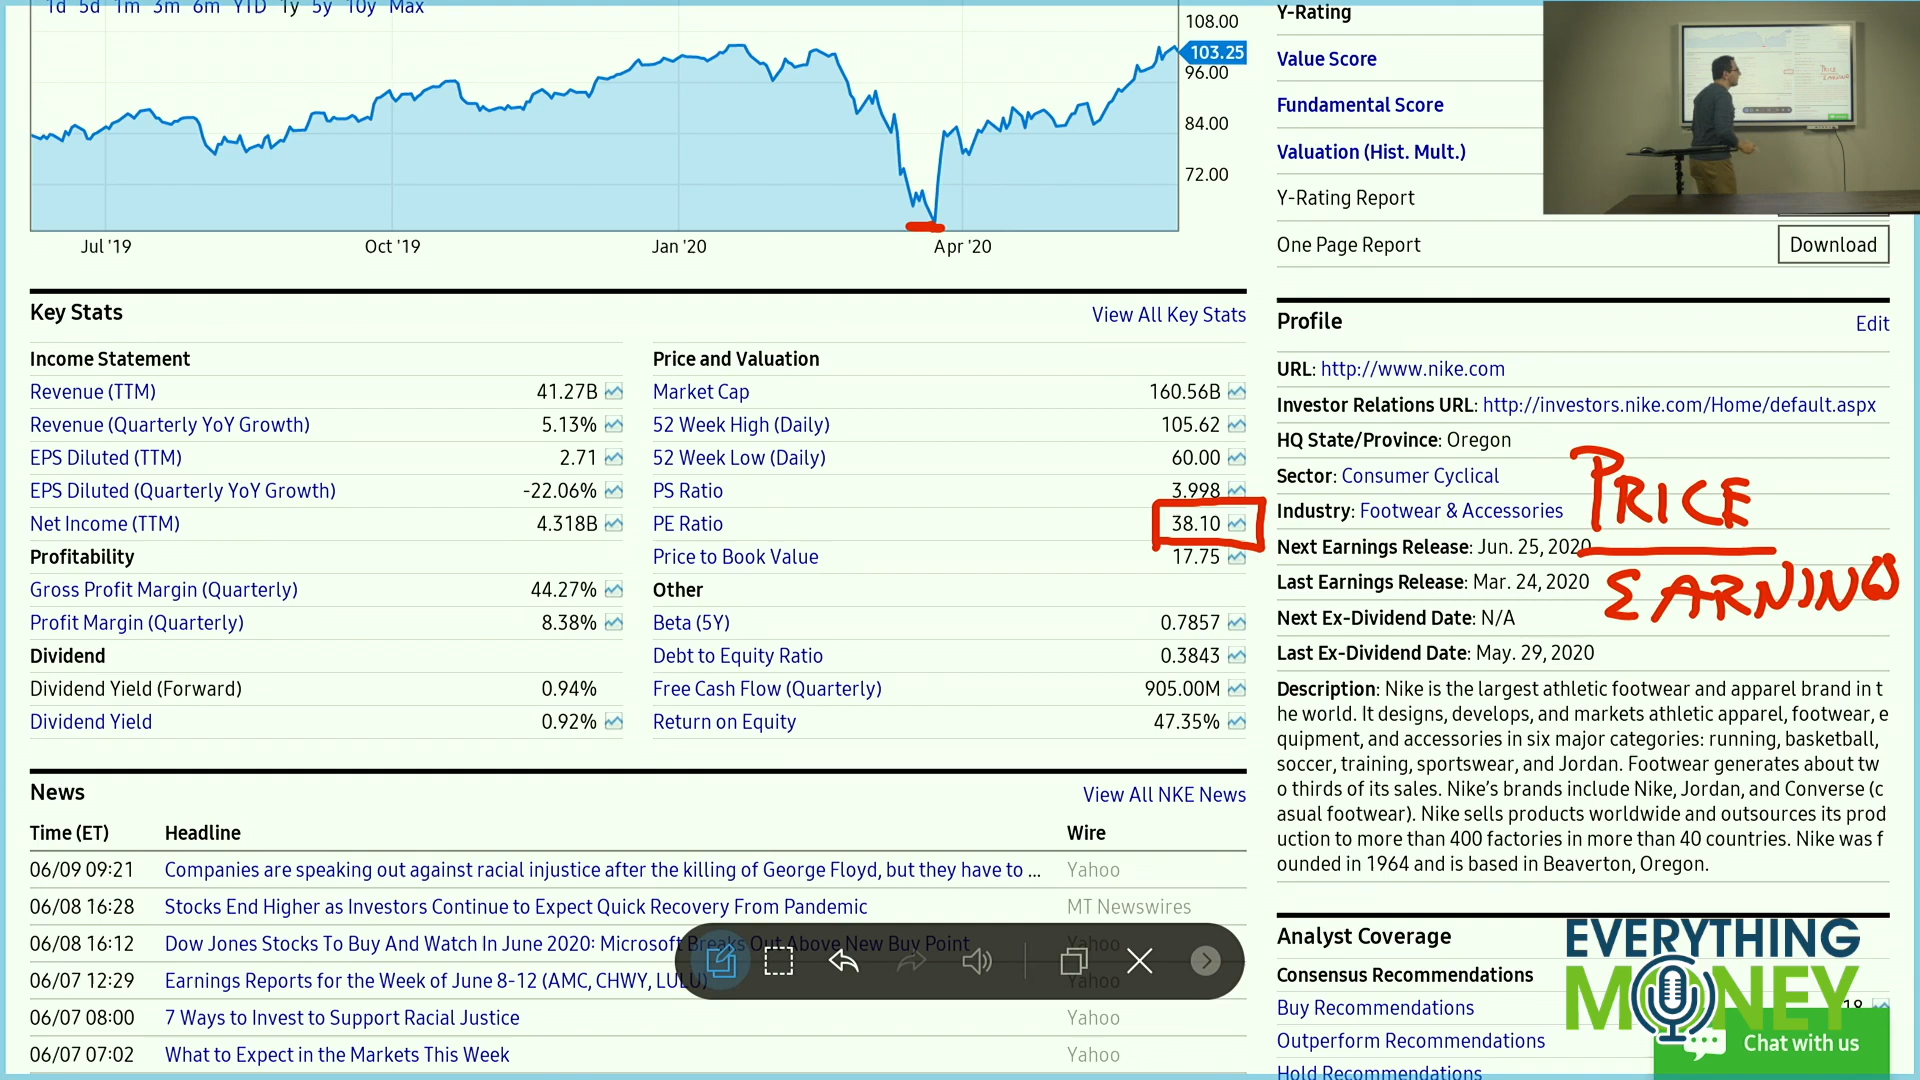 1d 5d 1m 3m 6m YTD 1y 5y 10y Max
108.00
103.25
96.00
84.00
72.00
Jul '19 Oct '19 Jan '20 Apr '20
Key Stats View All Key Stats
Income Statement
Revenue (TTM) 41.27B
Revenue (Quarterly YoY Growth) 5.13%
EPS Diluted (TTM) 2.71
EPS Diluted (Quarterly YoY Growth) -22.06%
Net Income (TTM) 4.318B
Profitability
Gross Profit Margin (Quarterly) 44.27%
Profit Margin (Quarterly) 8.38%
Dividend
Dividend Yield (Forward) 0.94%
Dividend Yield 0.92%
Price and Valuation
Market Cap 160.56B
52 Week High (Daily) 105.62
52 Week Low (Daily) 60.00
PS Ratio 3.998
PE Ratio 38.10
Price to Book Value 17.75
Other
Beta (5Y) 0.7857
Debt to Equity Ratio 0.3843
Free Cash Flow (Quarterly) 905.00M
Return on Equity 47.35%
News View All NKE News
Time (ET) Headline Wire
06/09 09:21 Companies are speaking out against racial injustice after the killing of George Floyd, but they have to ... Yahoo
06/08 16:28 Stocks End Higher as Investors Continue to Expect Quick Recovery From Pandemic MT Newswires
06/08 16:12 Dow Jones Stocks To Buy And Watch In June 2020: Microsoft Breaks Out Above New Buy Point Yahoo
06/07 12:29 Earnings Reports for the Week of June 8-12 (AMC, CHWY, LULU) Yahoo
06/07 08:00 7 Ways to Invest to Support Racial Justice Yahoo
06/07 07:02 What to Expect in the Markets This Week Yahoo
Y-Rating
Value Score
Fundamental Score
Valuation (Hist. Mult.)
Y-Rating Report
One Page Report Download
Profile Edit
URL: http://www.nike.com
Investor Relations URL: http://investors.nike.com/Home/default.aspx
HQ State/Province: Oregon
Sector: Consumer Cyclical
Industry: Footwear & Accessories
Next Earnings Release: Jun. 25, 2020
Last Earnings Release: Mar. 24, 2020
Next Ex-Dividend Date: N/A
Last Ex-Dividend Date: May. 29, 2020
PRICE
EARNING
Description: Nike is the largest athletic footwear and apparel brand in t
he world. It designs, develops, and markets athletic apparel, footwear, e
quipment, and accessories in six major categories: running, basketball,
soccer, training, sportswear, and Jordan. Footwear generates about tw
o thirds of its sales. Nike's brands include Nike, Jordan, and Converse (c
asual footwear). Nike sells products worldwide and outsources its prod
uction to more than 400 factories in more than 40 countries. Nike was f
ounded in 1964 and is based in Beaverton, Oregon.
Analyst Coverage
Consensus Recommendations
Buy Recommendations 18
Outperform Recommendations
Hold Recommendations
EVERYTHING
MONEY
Chat with us